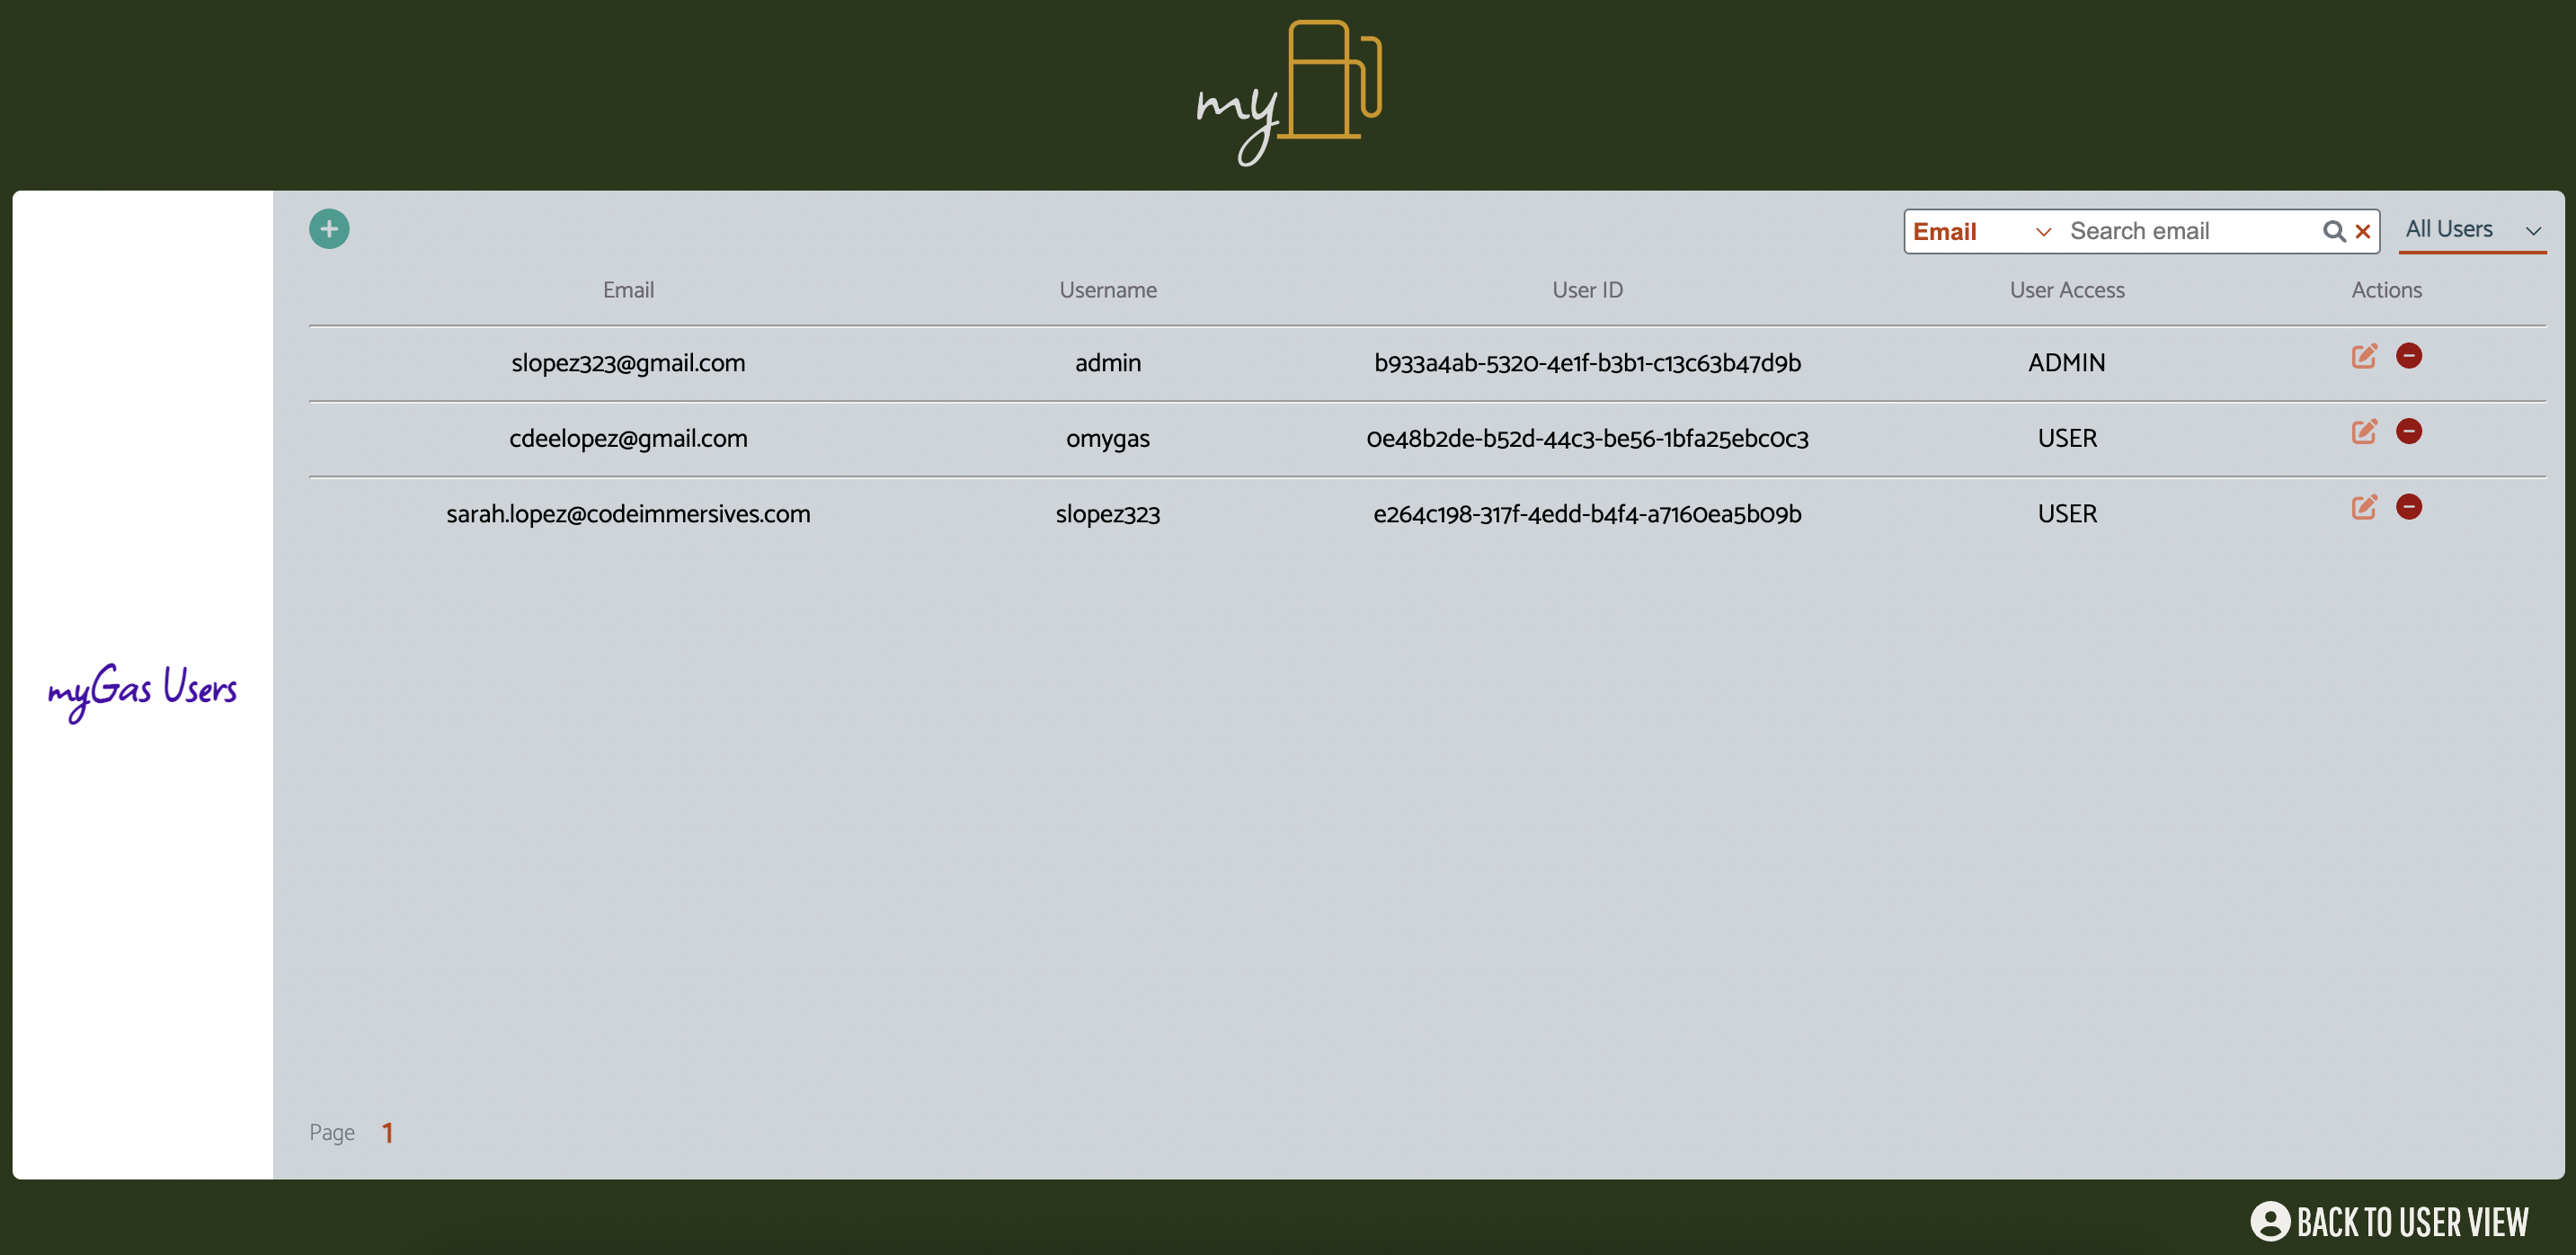 my
Email Search email All Users
Email Username User ID User Access Actions
slopez323@gmail.com admin b933a4ab-5320-4e1f-b3b1-c13c63b47d9b ADMIN
cdeelopez@gmail.com omygas 0e48b2de-b52d-44c3-be56-1bfa25ebc0c3 USER
sarah.lopez@codeimmersives.com slopez323 e264c198-317f-4edd-b4f4-a7160ea5b09b USER
myGas Users
Page 1
BACK TO USER VIEW